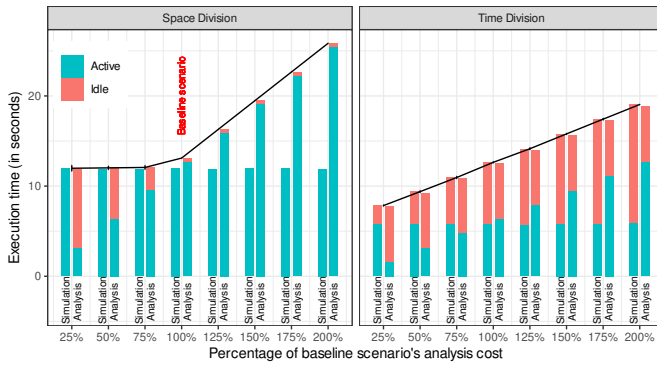 Space Division
Time Division
Execution time (in seconds)
20
10
0
Active
Idle
Baseline scenario
Simulation
Analysis
Simulation
Analysis
Simulation
Analysis
Simulation
Analysis
Simulation
Analysis
Simulation
Analysis
Simulation
Analysis
Simulation
Analysis
Simulation
Analysis
Simulation
Analysis
Simulation
Analysis
Simulation
Analysis
Simulation
Analysis
Simulation
Analysis
Simulation
Analysis
Simulation
Analysis
25% 50% 75% 100% 125% 150% 175% 200%
25% 50% 75% 100% 125% 150% 175% 200%
Percentage of baseline scenario's analysis cost